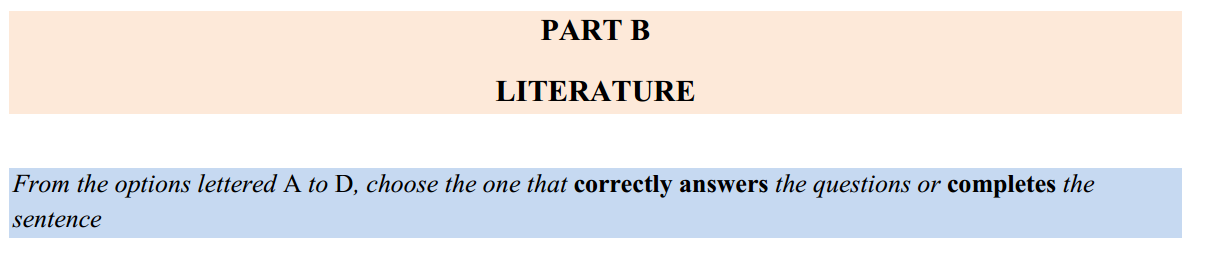 PART B
LITERATURE
From the options lettered A to D, choose the one that correctly answers the questions or completes the
sentence